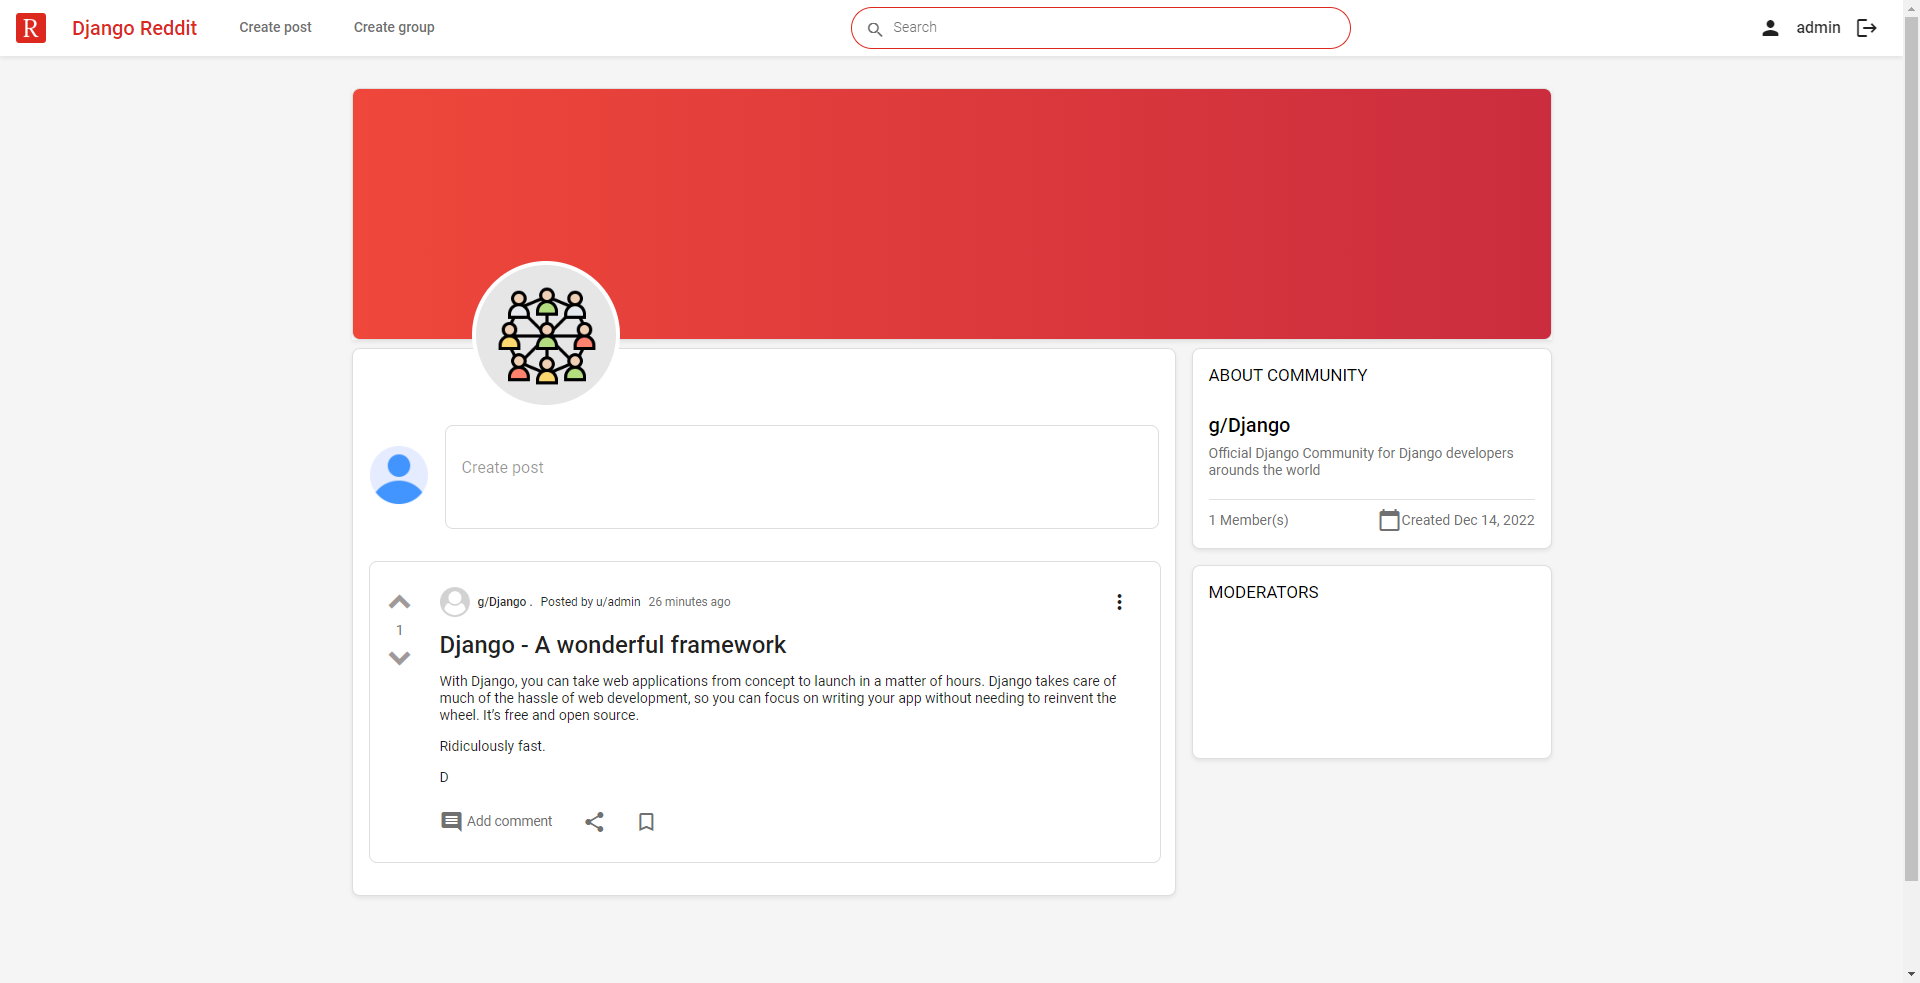 R Django Reddit Create post Create group Search admin
ABOUT COMMUNITY
g/Django
Official Django Community for Django developers
arounds the world
1 Member(s) Created Dec 14, 2022
MODERATORS
Create post
g/Django . Posted by u/admin 26 minutes ago
1
Django - A wonderful framework
With Django, you can take web applications from concept to launch in a matter of hours. Django takes care of
much of the hassle of web development, so you can focus on writing your app without needing to reinvent the
wheel. It’s free and open source.
Ridiculously fast.
D
Add comment